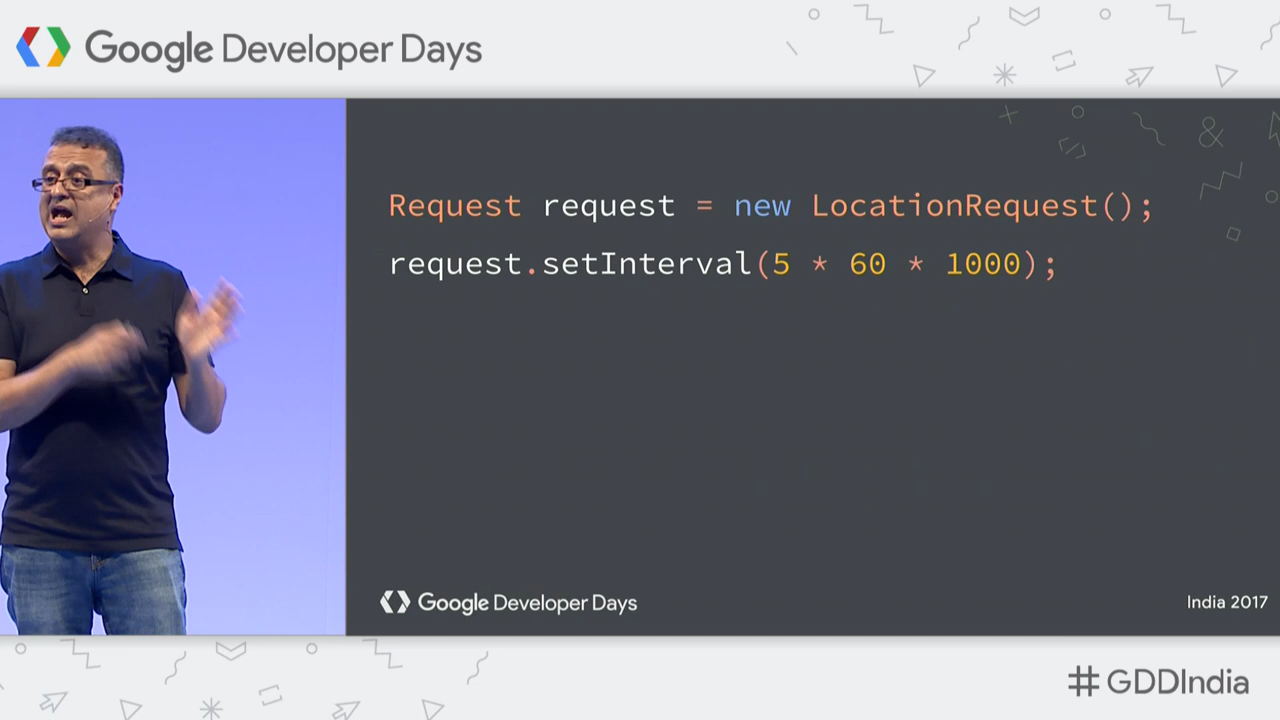 Google Developer Days
Request request = new LocationRequest();
request.setInterval(5 * 60 * 1000);
Google Developer Days
India 2017
#GDDIndia